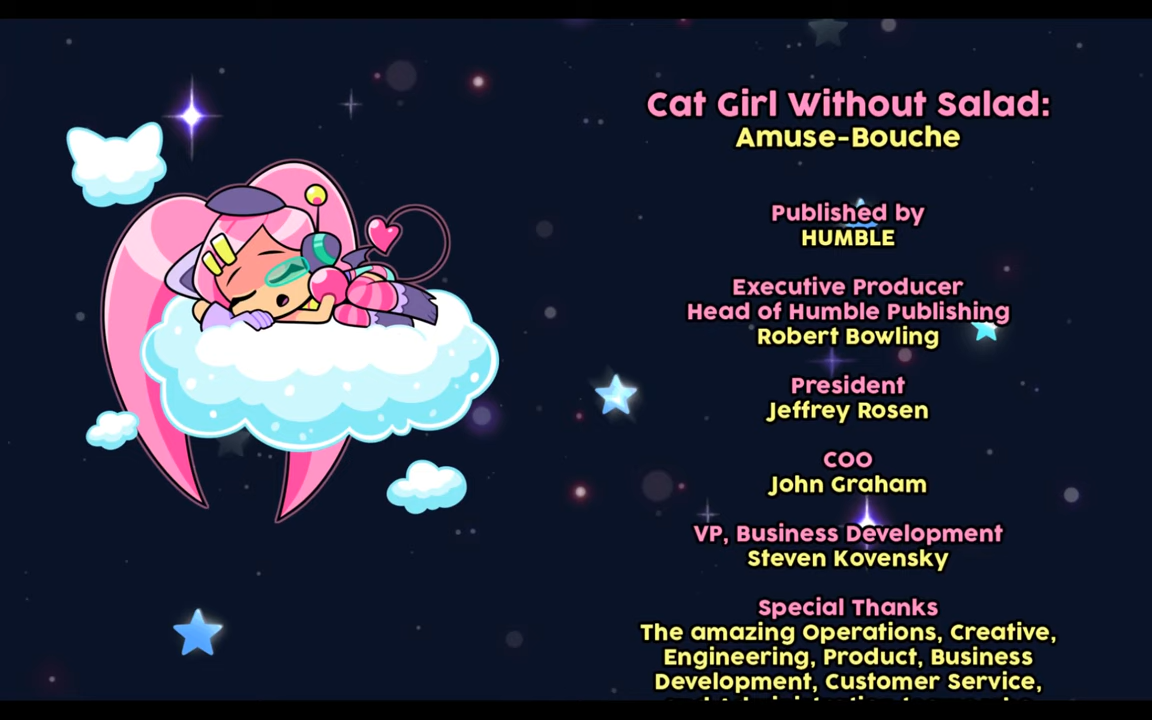 Cat Girl Without Salad:
Amuse-Bouche
Published by
HUMBLE
Executive Producer
Head of Humble Publishing
Robert Bowling
President
Jeffrey Rosen
COO
John Graham
VP, Business Development
Steven Kovensky
Special Thanks
The amazing Operations, Creative,
Engineering, Product, Business
Development, Customer Service,